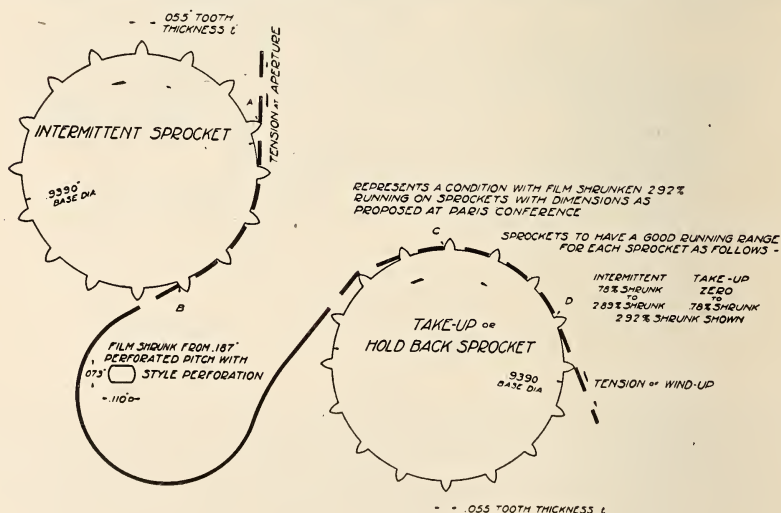 .055" TOOTH
THICKNESS t
A
TENSION AT APERTURE
INTERMITTENT SPROCKET
.9390"
BASE DIA
B
REPRESENTS A CONDITION WITH FILM SHRUNKEN 2.92%
RUNNING ON SPROCKETS WITH DIMENSIONS AS
PROPOSED AT PARIS CONFERENCE
C
SPROCKETS TO HAVE A GOOD RUNNING RANGE
FOR EACH SPROCKET AS FOLLOWS -
INTERMITTENT TAKE-UP
.78% SHRUNK ZERO
TO TO
2.89% SHRUNK .78% SHRUNK
2.92% SHRUNK SHOWN
D
TAKE-UP OR
HOLD BACK SPROCKET
.9390
BASE DIA
TENSION OF WIND-UP
FILM SHRUNK FROM .187"
PERFORATED PITCH WITH
.073" STYLE PERFORATION
.110"
.055 TOOTH THICKNESS t